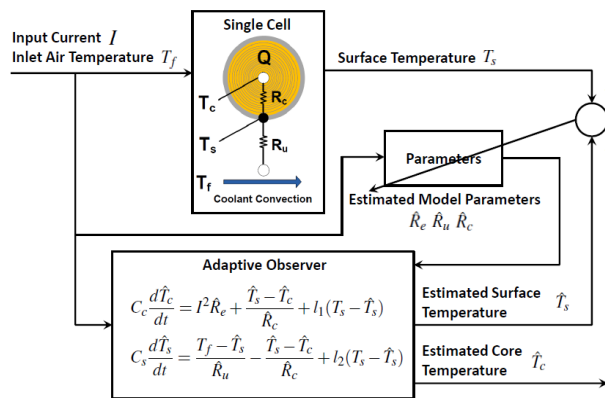 Single Cell
Input Current I
Inlet Air Temperature T_f
Surface Temperature T_s
Q
R_c
T_c
T_s
R_u
T_f
Coolant Convection
Parameters
Estimated Model Parameters
R̂_e R̂_u R̂_c
Adaptive Observer
C_c dT̂_c/dt = I²R̂_e + (T̂_s − T̂_c)/R̂_c + l₁(T_s − T̂_s)
C_s dT̂_s/dt = (T_f − T̂_s)/R̂_u − (T̂_s − T̂_c)/R̂_c + l₂(T_s − T̂_s)
Estimated Surface
Temperature T̂_s
Estimated Core
Temperature T̂_c